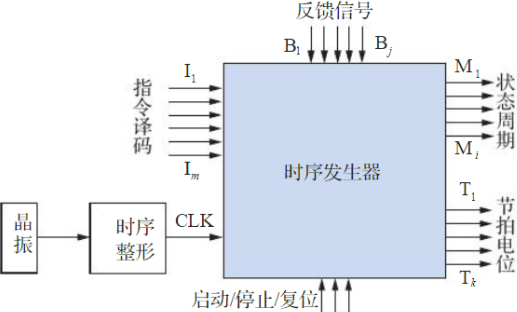 反馈信号
B1
Bj
I1
指令译码
Im
M1
状态周期
Mi
时序发生器
T1
节拍电位
Tk
晶振
时序
整形
CLK
启动/停止/复位